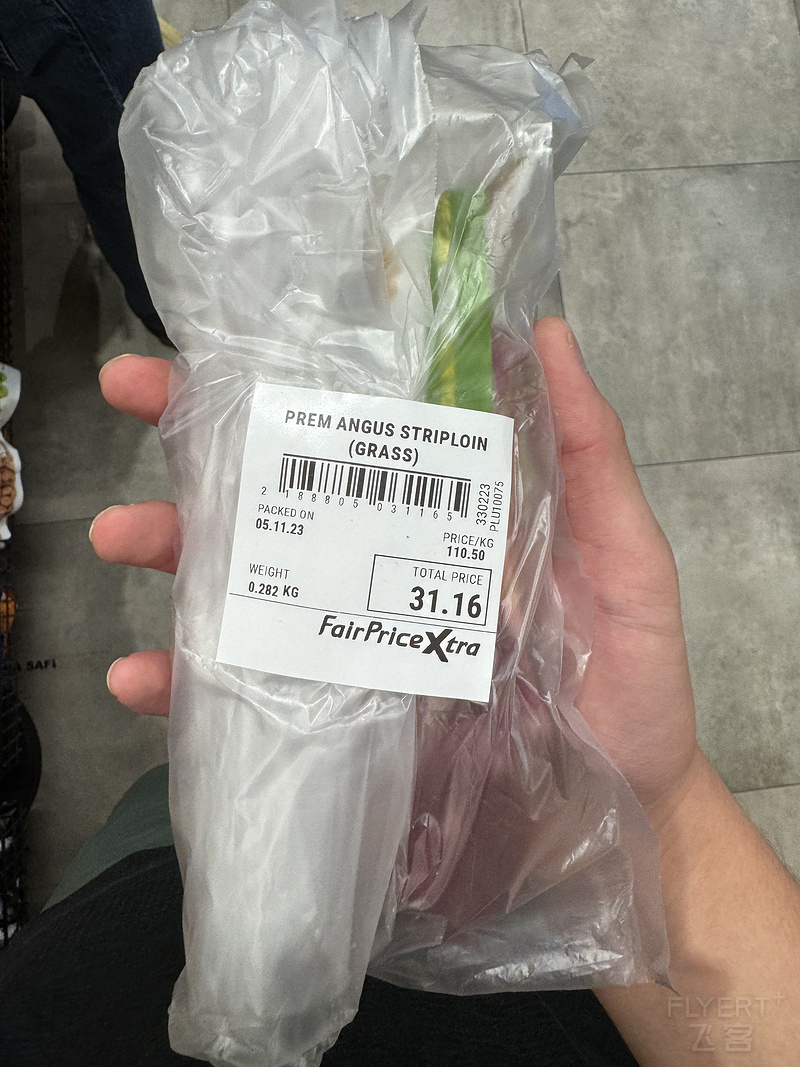 PREM ANGUS STRIPLOIN
(GRASS)
2 188805 031165
330223
PLU10075
PACKED ON
05.11.23
PRICE/KG
110.50
WEIGHT
0.282 KG
TOTAL PRICE
31.16
FairPriceXtra
SAFI
FLYERT+
飞客